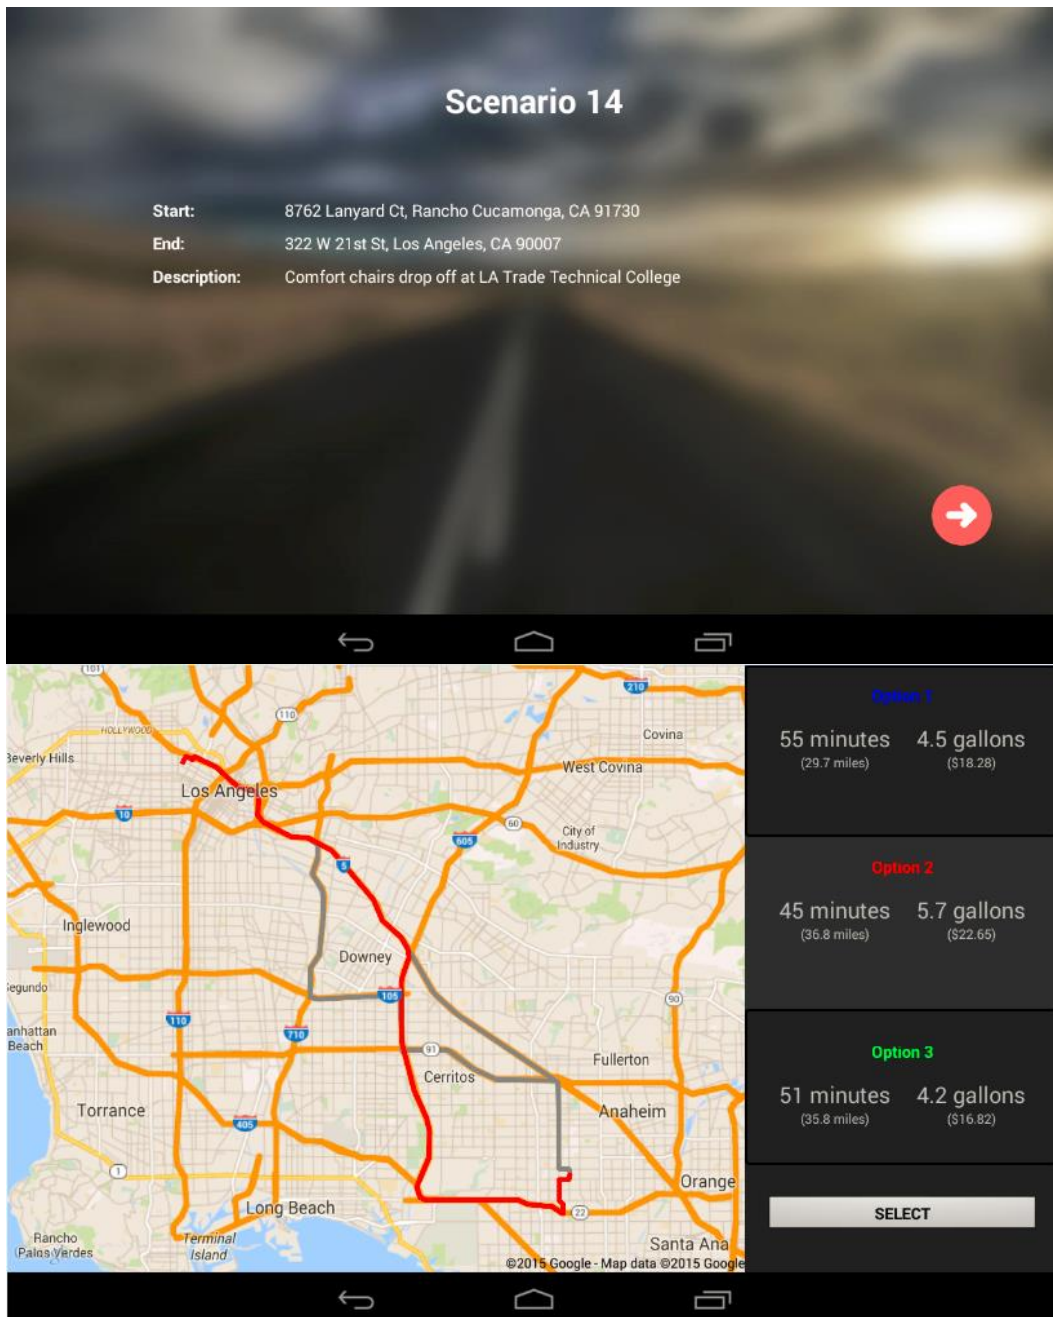 Scenario 14
Start: 8762 Lanyard Ct, Rancho Cucamonga, CA 91730
End: 322 W 21st St, Los Angeles, CA 90007
Description: Comfort chairs drop off at LA Trade Technical College
101
210
110
HOLLYWOOD
Covina
Beverly Hills
West Covina
Los Angeles
10
60
City of
Industry
605
5
Inglewood
Downey
Segundo
105
90
110
anhattan
Beach
710
91
Fullerton
Cerritos
Torrance
Anaheim
405
1
Orange
Long Beach
22
Rancho
Palos Verdes
Terminal
Island
Santa Ana
©2015 Google - Map data ©2015 Google
Option 1
55 minutes 4.5 gallons
(29.7 miles) ($18.28)
Option 2
45 minutes 5.7 gallons
(36.8 miles) ($22.65)
Option 3
51 minutes 4.2 gallons
(35.8 miles) ($16.82)
SELECT